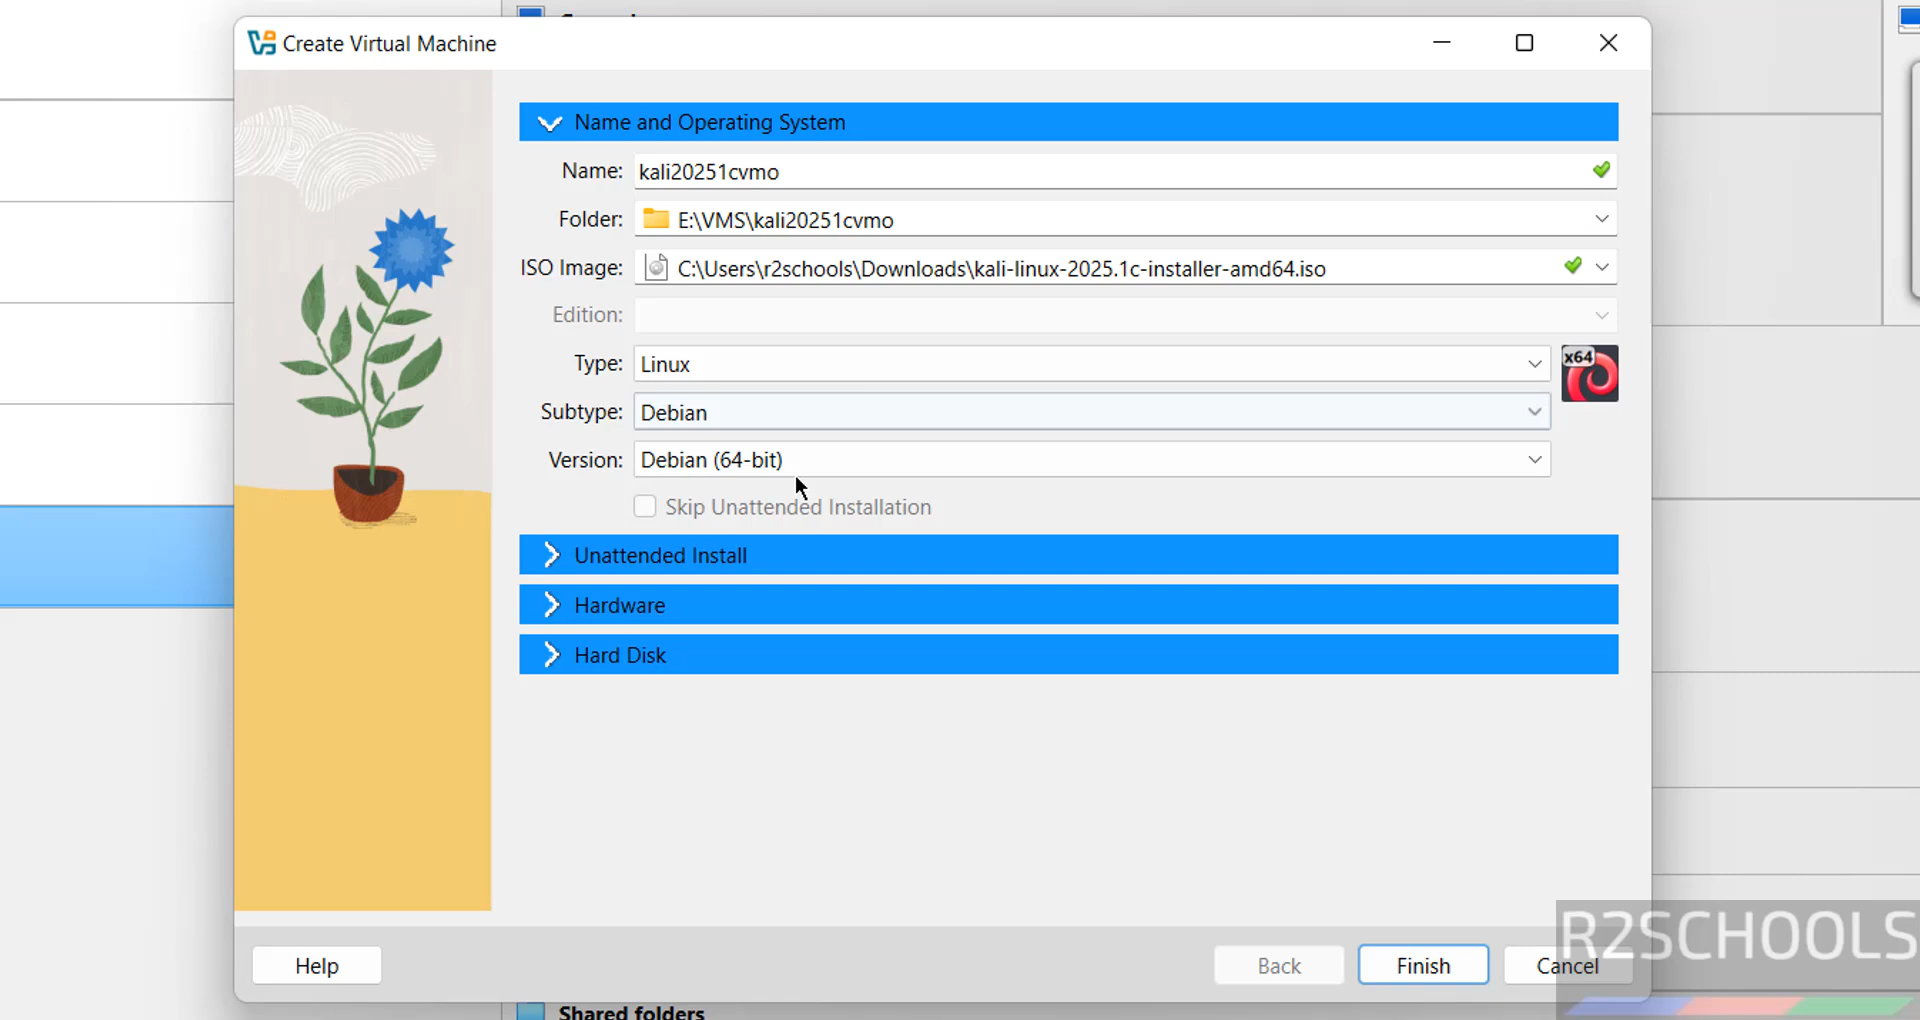 Create Virtual Machine
Name and Operating System
Name: kali20251cvmo
Folder: E:\VMS\kali20251cvmo
ISO Image: C:\Users\r2schools\Downloads\kali-linux-2025.1c-installer-amd64.iso
Edition:
Type: Linux
x64
Subtype: Debian
Version: Debian (64-bit)
Skip Unattended Installation
Unattended Install
Hardware
Hard Disk
R2SCHOOLS
Help Back Finish Cancel
Shared folders